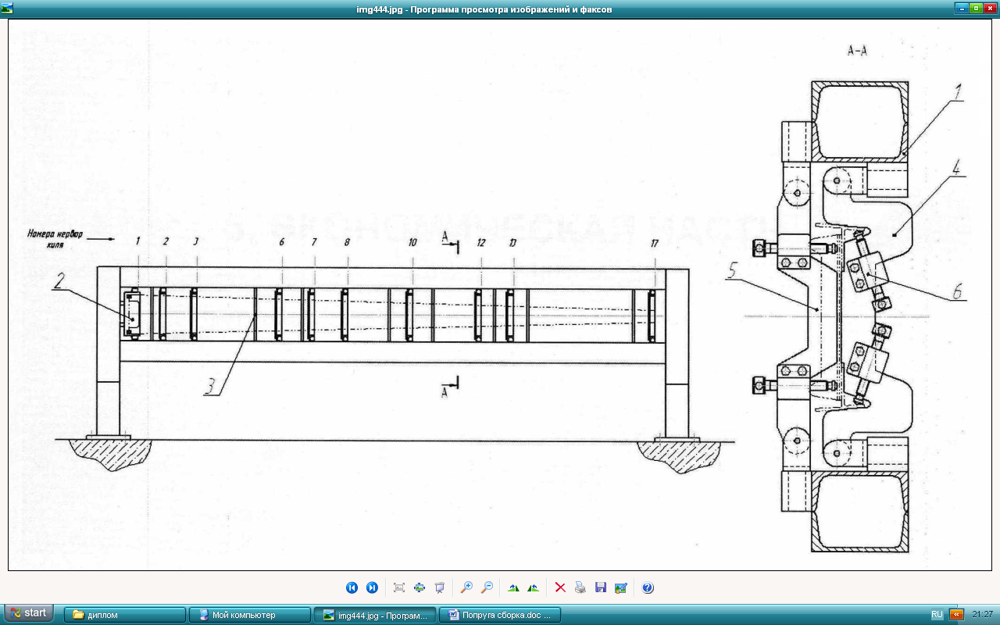 img444.jpg - Программа просмотра изображений и факсов
А-А
1
4
Номера нервюр
киля
1 2 3 6 7 8 10 А 12 13 17
2
5
6
3
А
start
диплом
Мой компьютер
img444.jpg - Програм...
Попруга сборка.doc ...
RU
21:27